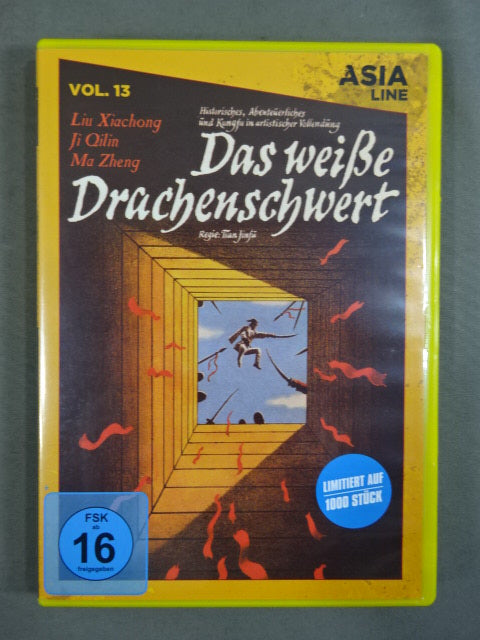 ASIA
LINE
VOL. 13
Liu Xiachong
Ji Qilin
Ma Zheng
Historisches, Abenteuerliches
und Kungfu in artistischer Vollendung
Das weiße
Drachenschwert
Regie: Tian Jinfu
LIMITIERT AUF
1000 STÜCK
FSK
ab
16
freigegeben